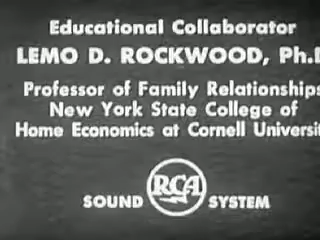 Educational Collaborator
LEMO D. ROCKWOOD, Ph.D
Professor of Family Relationships
New York State College of
Home Economics at Cornell Universit
SOUND RCA SYSTEM